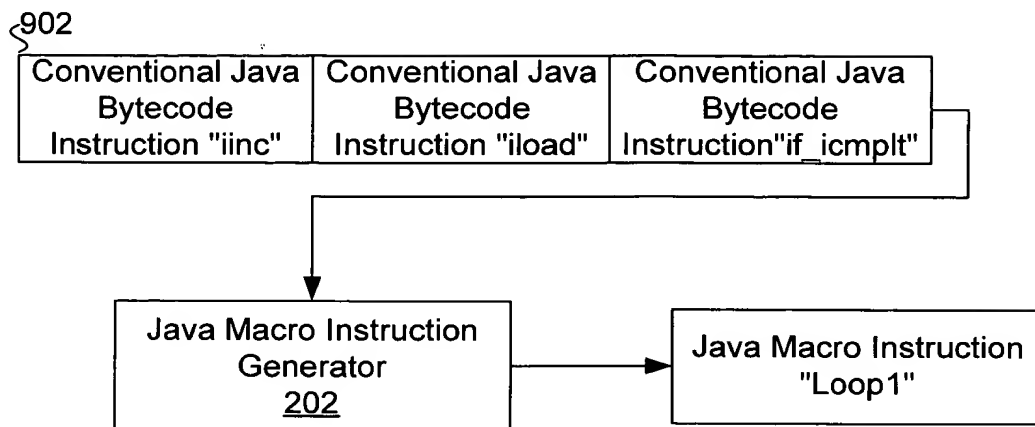 902
Conventional Java
Bytecode
Instruction "iinc"
Conventional Java
Bytecode
Instruction "iload"
Conventional Java
Bytecode
Instruction"if_icmplt"
Java Macro Instruction
Generator
202
Java Macro Instruction
"Loop1"